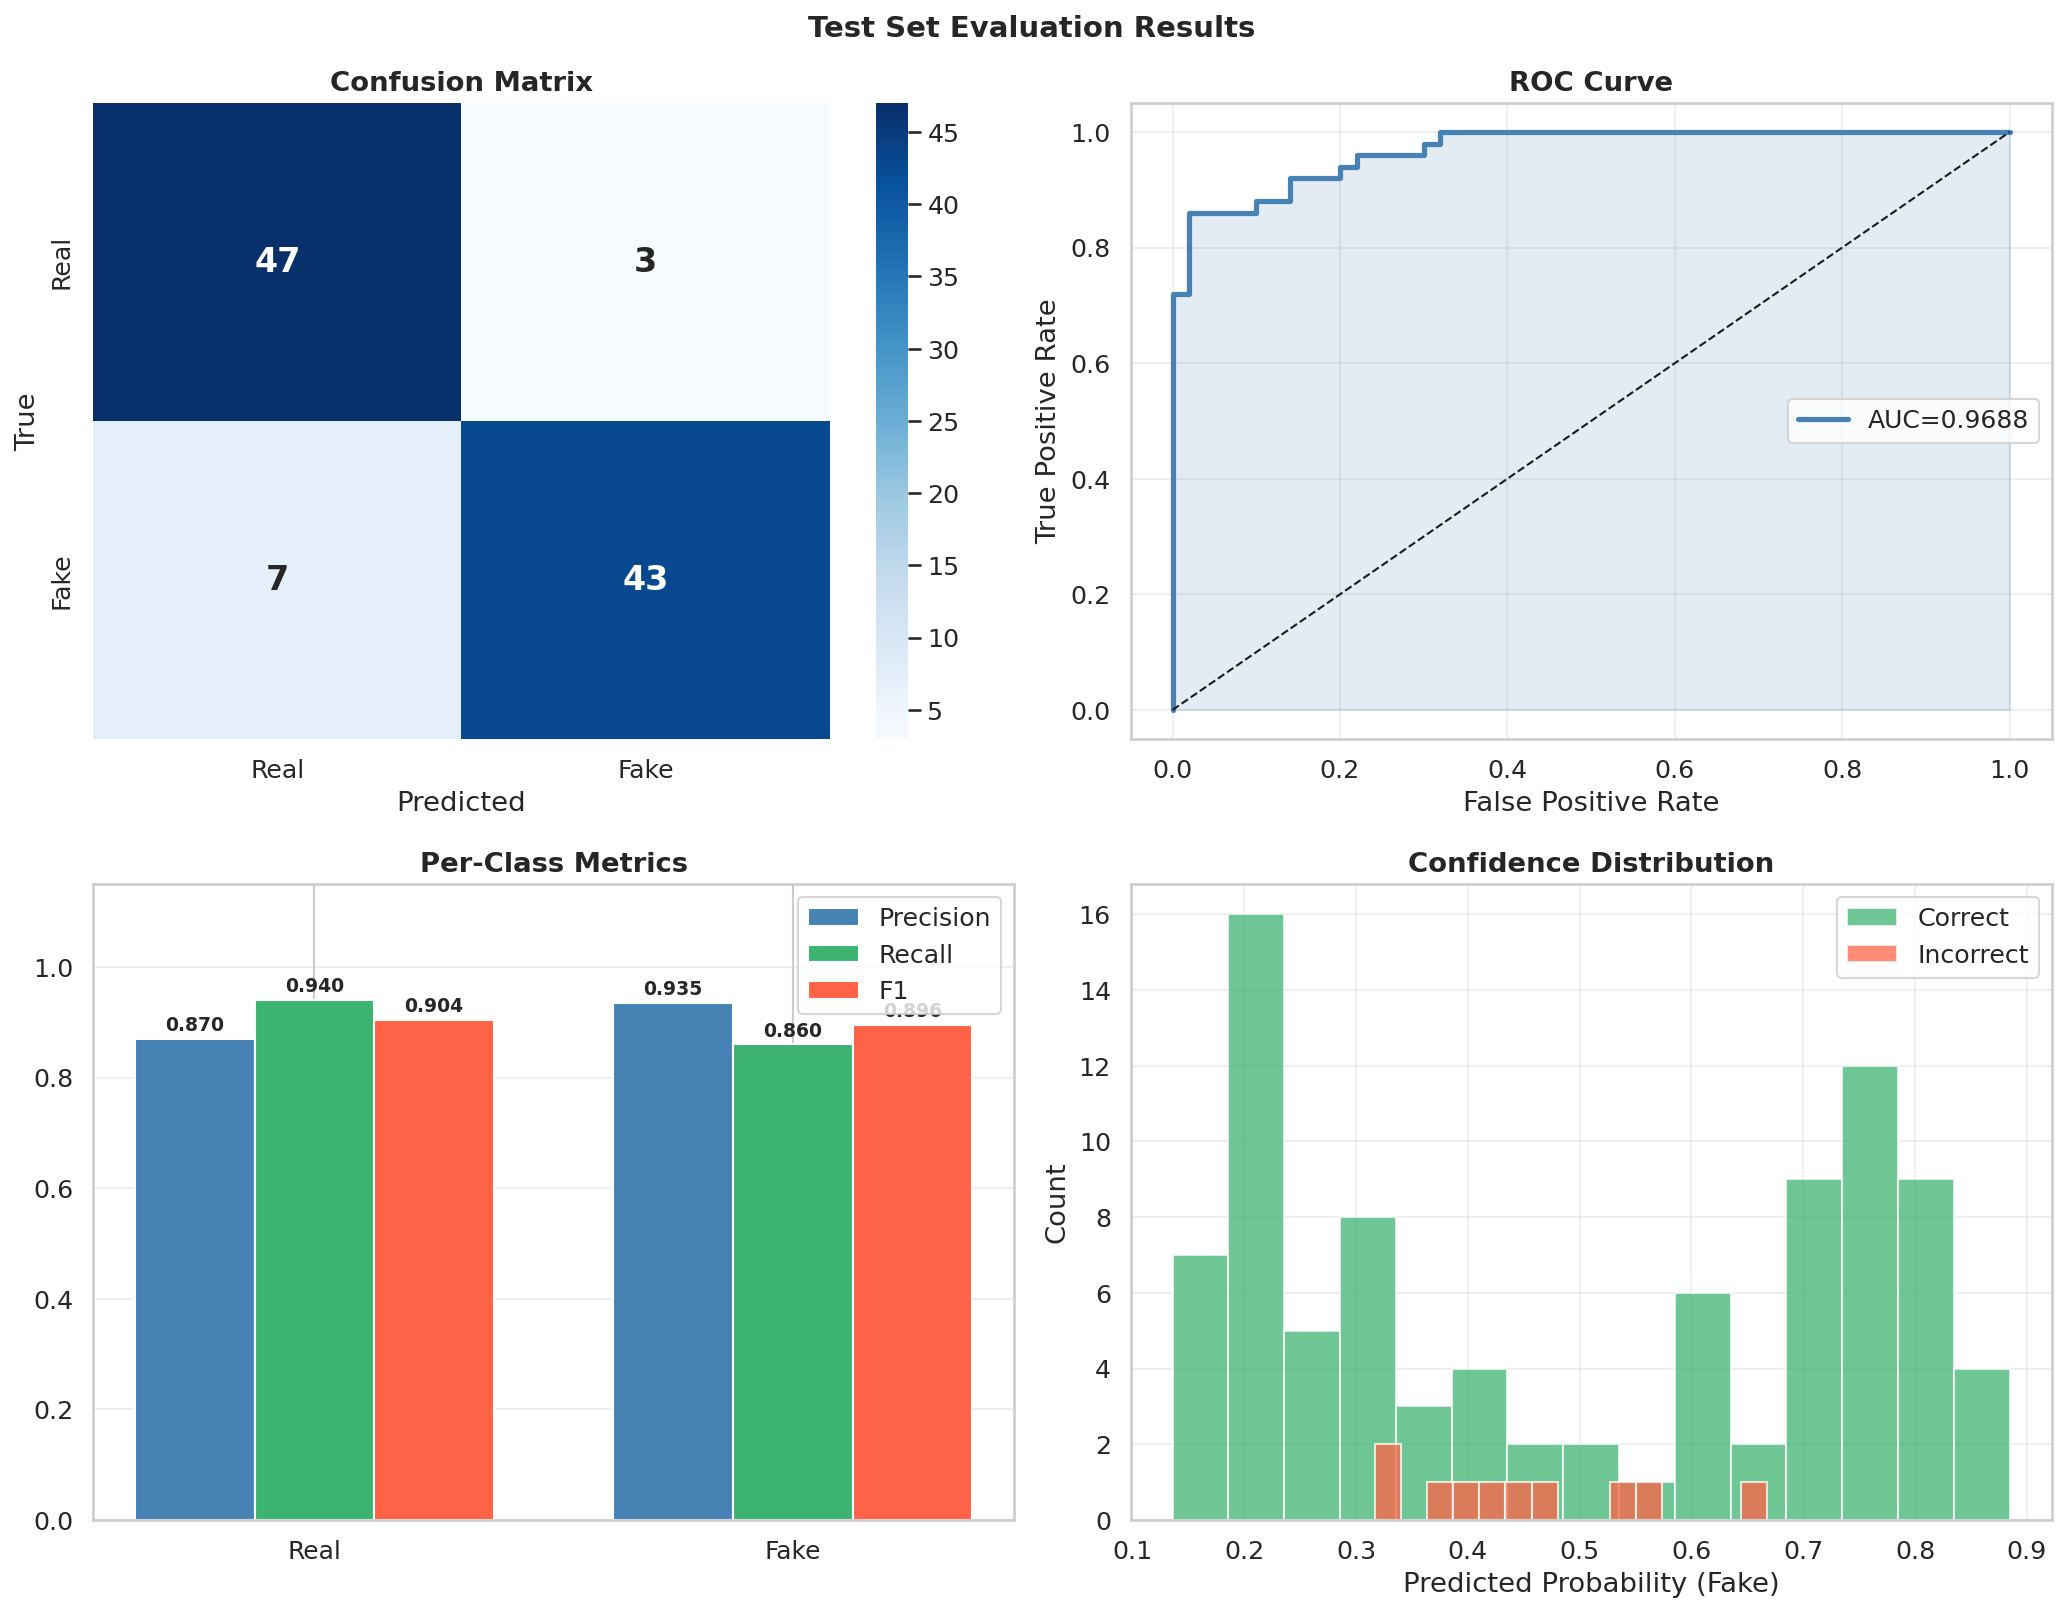 Test Set Evaluation Results
Confusion Matrix
47
3
7
43
Real
Fake
True
Real
Fake
Predicted
45
40
35
30
25
20
15
10
5
ROC Curve
1.0
0.8
0.6
0.4
0.2
0.0
True Positive Rate
AUC=0.9688
0.0
0.2
0.4
0.6
0.8
1.0
False Positive Rate
Per-Class Metrics
Precision
Recall
F1
1.0
0.8
0.6
0.4
0.2
0.0
0.870
0.940
0.904
0.935
0.860
0.896
Real
Fake
Confidence Distribution
Correct
Incorrect
16
14
12
10
8
6
4
2
0
Count
0.1
0.2
0.3
0.4
0.5
0.6
0.7
0.8
0.9
Predicted Probability (Fake)